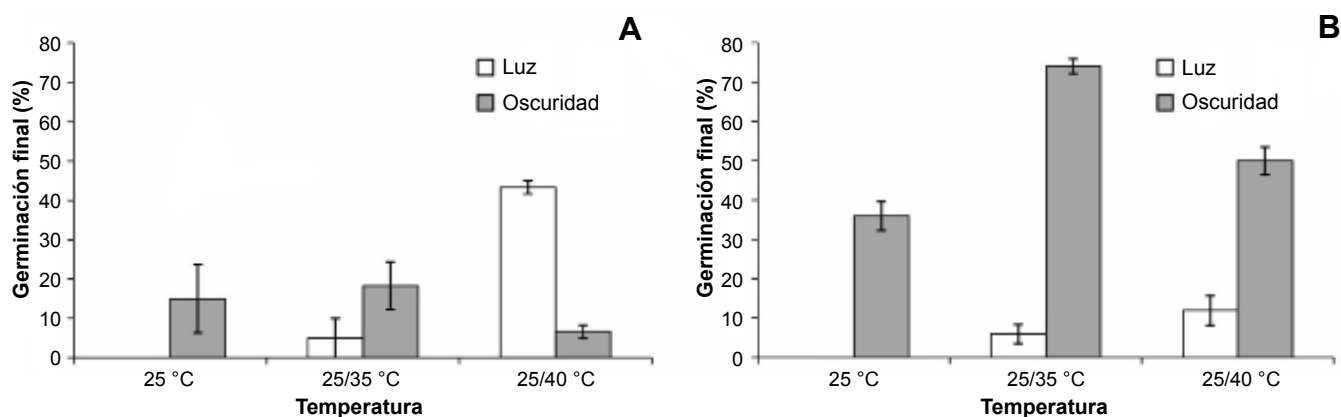 A
Germinación final (%)
80
70
60
50
40
30
20
10
0
Luz
Oscuridad
25 °C
25/35 °C
25/40 °C
Temperatura
B
Germinación final (%)
80
70
60
50
40
30
20
10
0
Luz
Oscuridad
25 °C
25/35 °C
25/40 °C
Temperatura